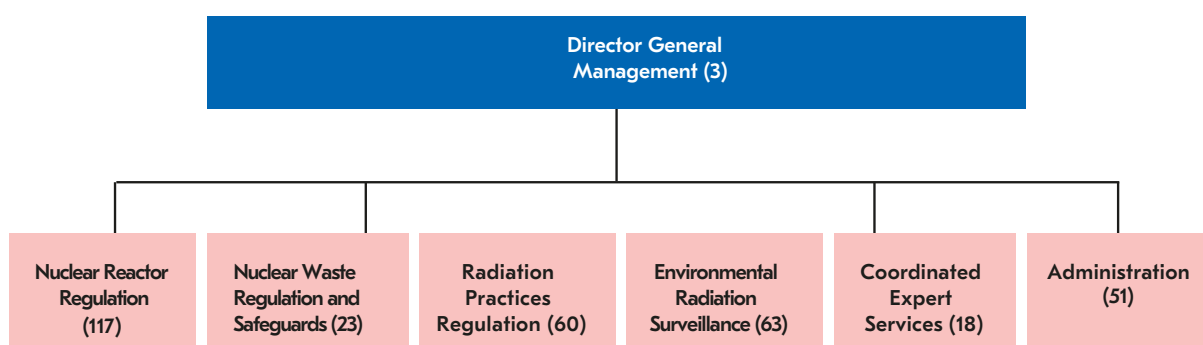 Director General
Management (3)
Nuclear Reactor
Regulation
(117)
Nuclear Waste
Regulation and
Safeguards (23)
Radiation
Practices
Regulation (60)
Environmental
Radiation
Surveillance (63)
Coordinated
Expert
Services (18)
Administration
(51)